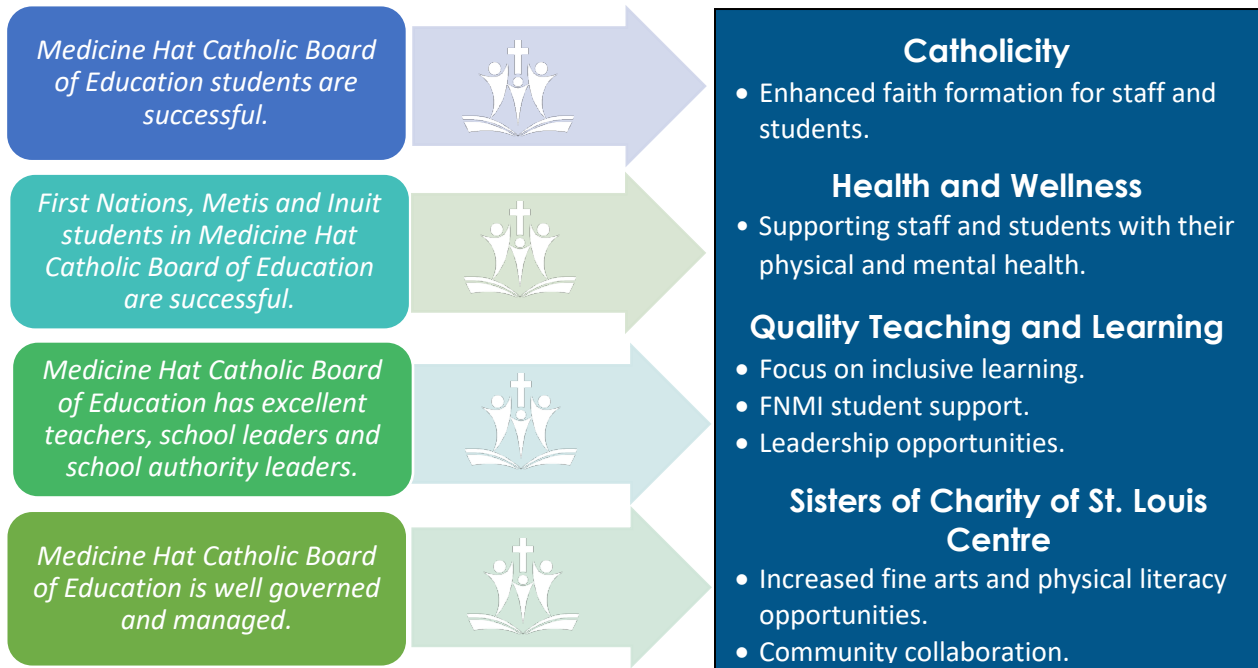 Medicine Hat Catholic Board
of Education students are
successful.
First Nations, Metis and Inuit
students in Medicine Hat
Catholic Board of Education
are successful.
Medicine Hat Catholic Board
of Education has excellent
teachers, school leaders and
school authority leaders.
Medicine Hat Catholic Board
of Education is well governed
and managed.
Catholicity
• Enhanced faith formation for staff and
students.
Health and Wellness
• Supporting staff and students with their
physical and mental health.
Quality Teaching and Learning
• Focus on inclusive learning.
• FNMI student support.
• Leadership opportunities.
Sisters of Charity of St. Louis
Centre
• Increased fine arts and physical literacy
opportunities.
• Community collaboration.